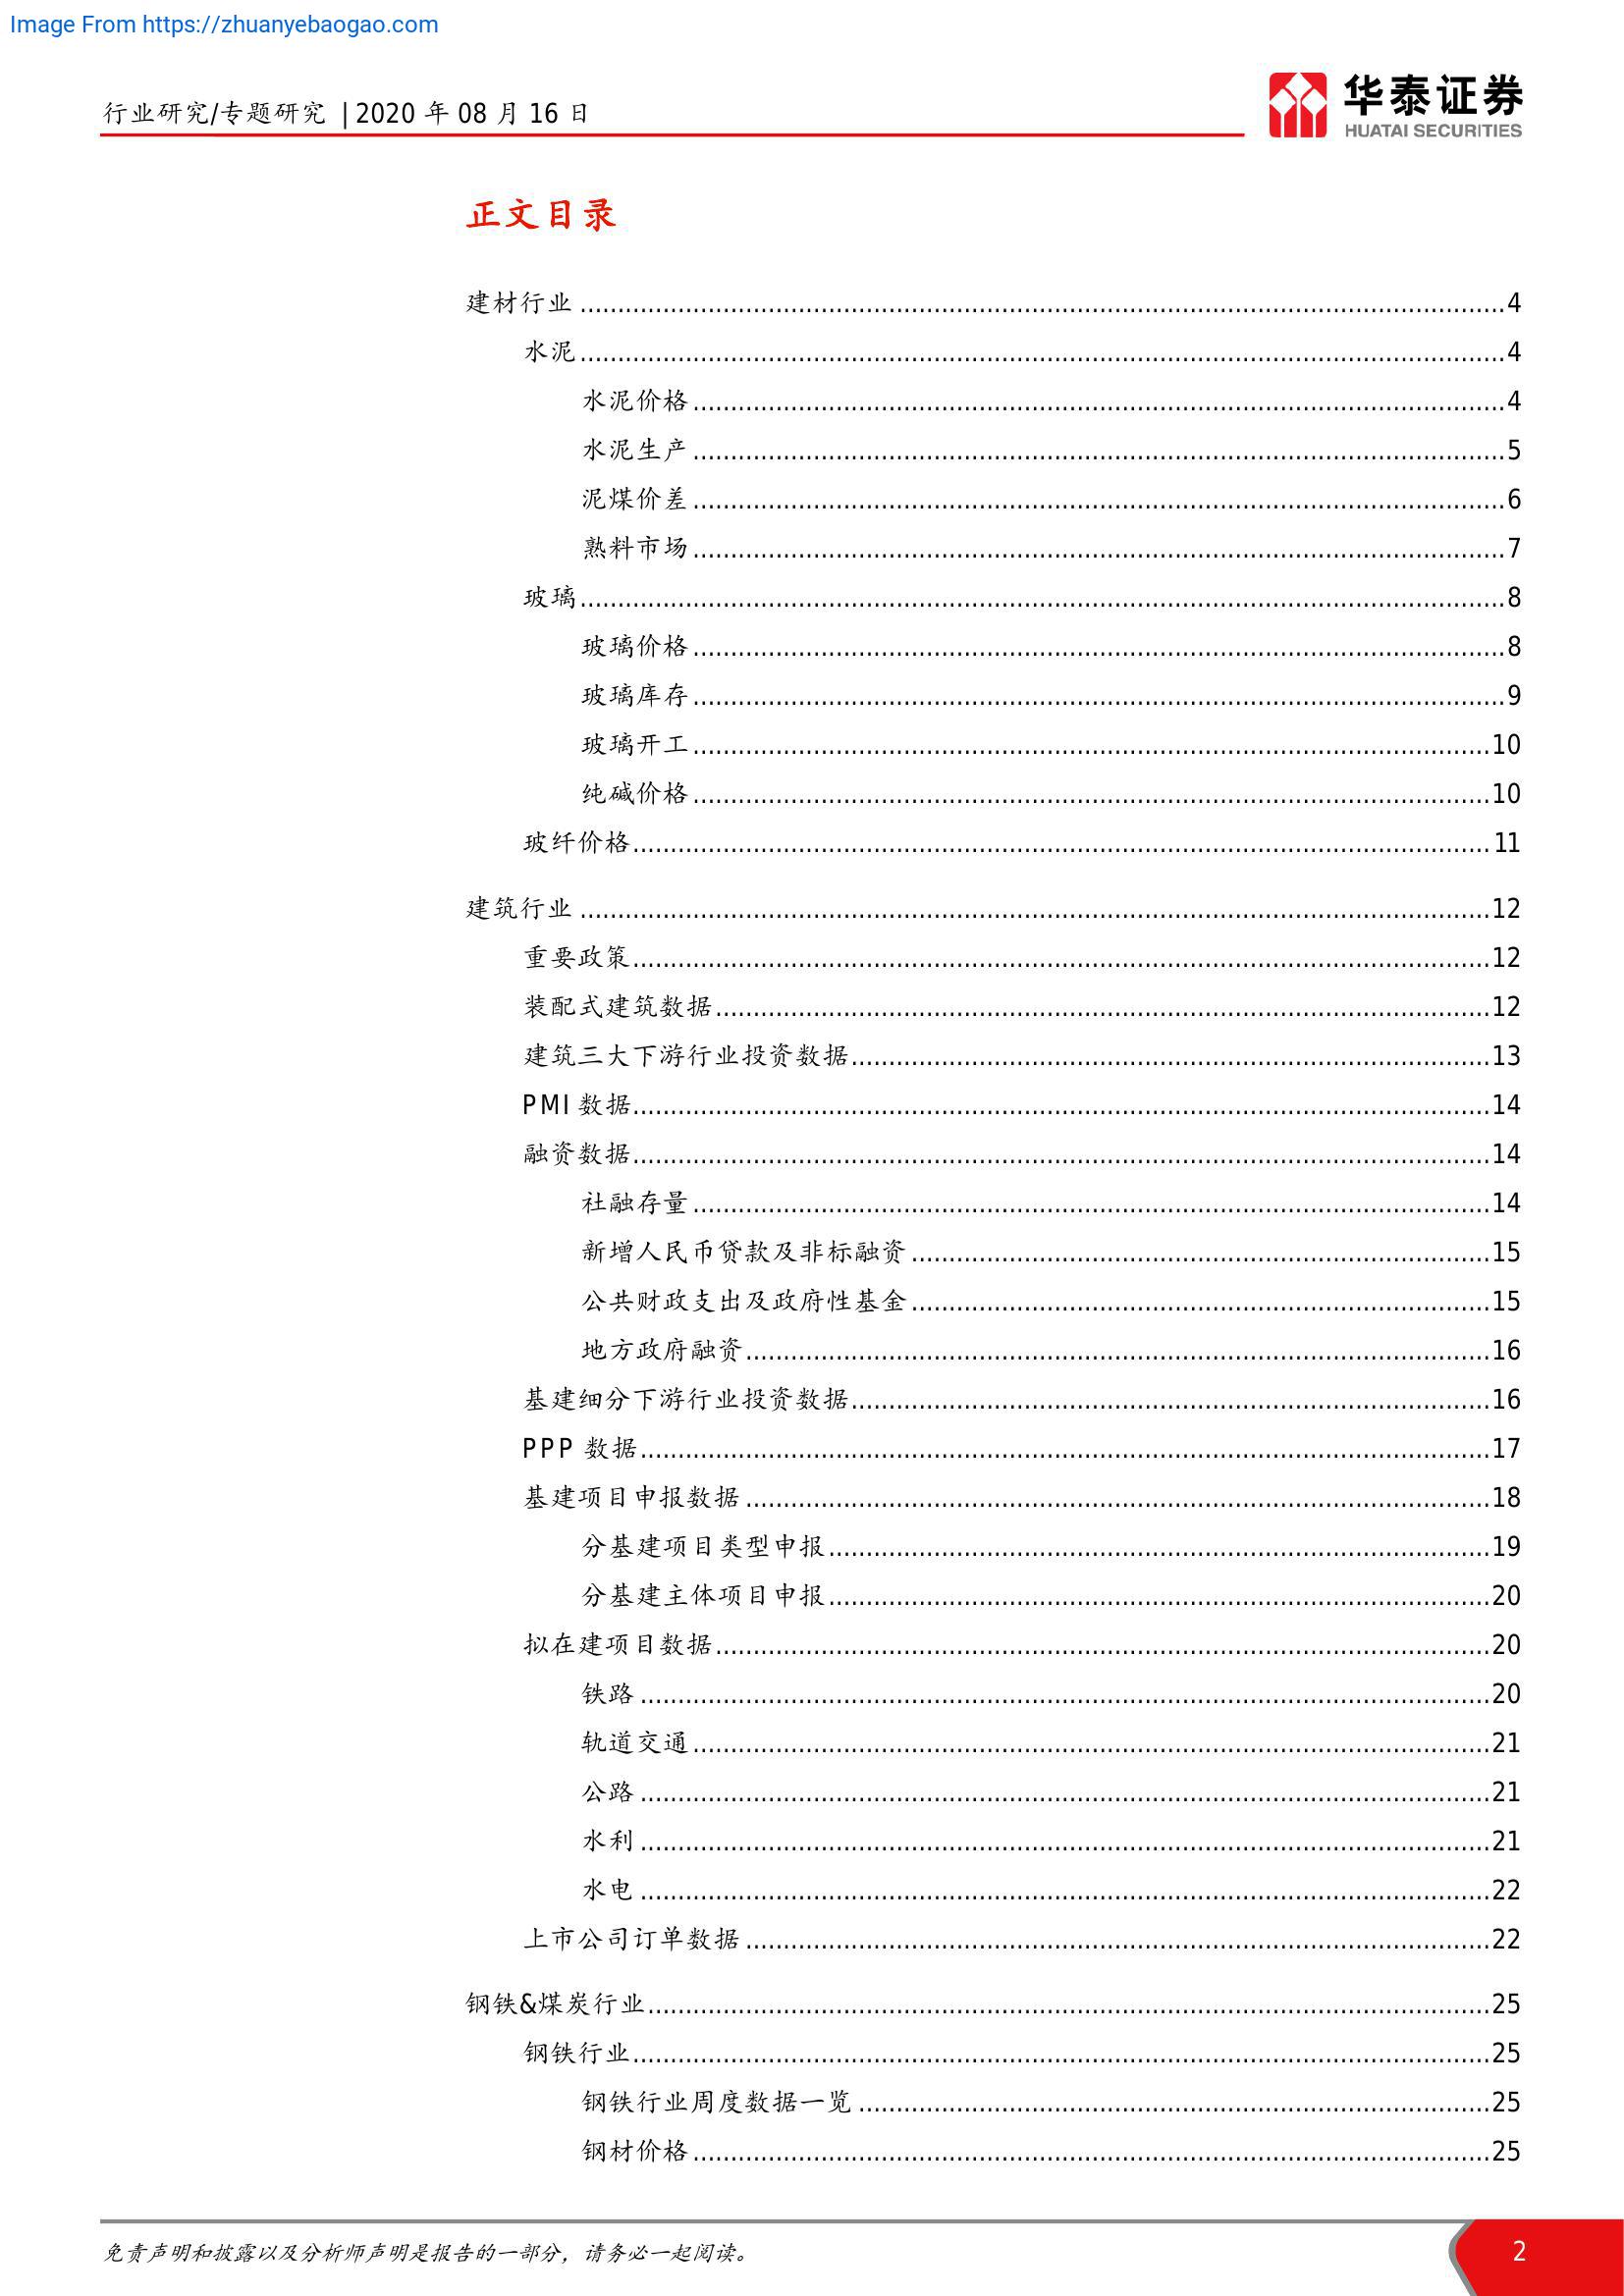 Image From https://zhuanyebaogao.com
行业研究/专题研究 | 2020 年 08 月 16 日
华泰证券
HUATAI SECURITIES
正文目录
建材行业 ........ 4
水泥 ........ 4
水泥价格 ........ 4
水泥生产 ........ 5
泥煤价差 ........ 6
熟料市场 ........ 7
玻璃 ........ 8
玻璃价格 ........ 8
玻璃库存 ........ 9
玻璃开工 ........ 10
纯碱价格 ........ 10
玻纤价格 ........ 11
建筑行业 ........ 12
重要政策 ........ 12
装配式建筑数据 ........ 12
建筑三大下游行业投资数据 ........ 13
PMI 数据 ........ 14
融资数据 ........ 14
社融存量 ........ 14
新增人民币贷款及非标融资 ........ 15
公共财政支出及政府性基金 ........ 15
地方政府融资 ........ 16
基建细分下游行业投资数据 ........ 16
PPP 数据 ........ 17
基建项目申报数据 ........ 18
分基建项目类型申报 ........ 19
分基建主体项目申报 ........ 20
拟在建项目数据 ........ 20
铁路 ........ 20
轨道交通 ........ 21
公路 ........ 21
水利 ........ 21
水电 ........ 22
上市公司订单数据 ........ 22
钢铁&煤炭行业 ........ 25
钢铁行业 ........ 25
钢铁行业周度数据一览 ........ 25
钢材价格 ........ 25
免责声明和披露以及分析师声明是报告的一部分，请务必一起阅读。
2